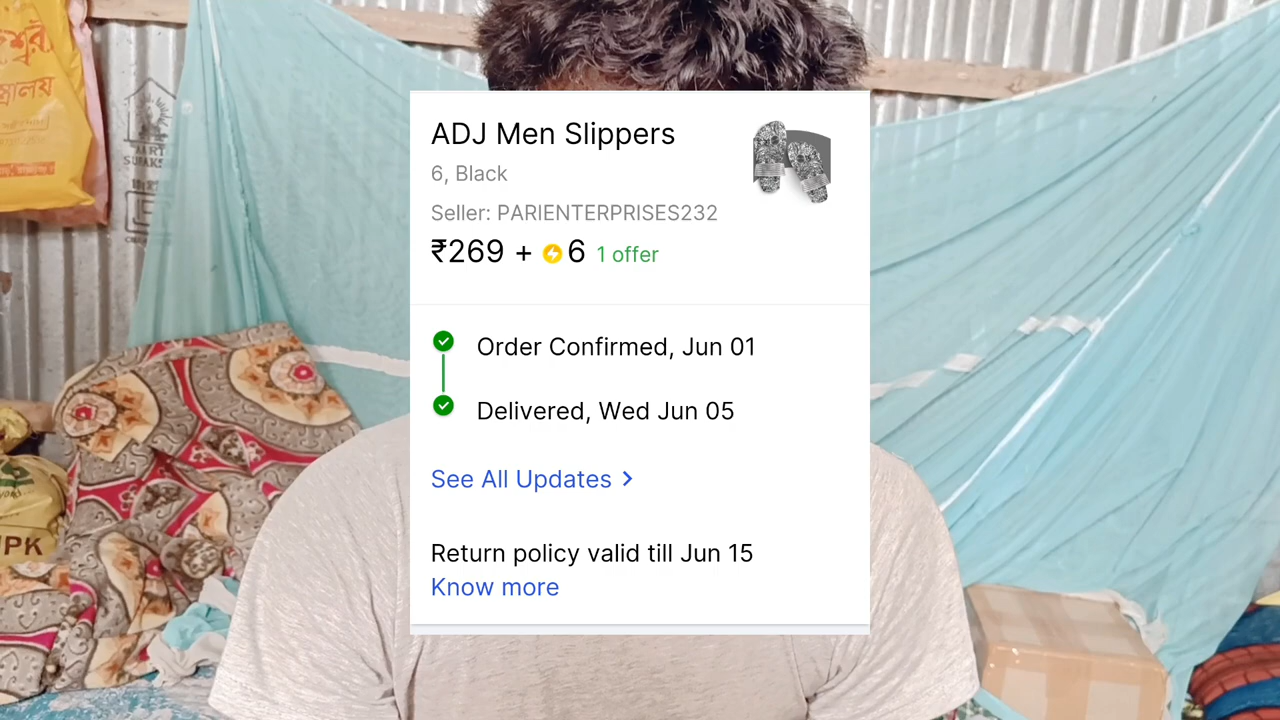 ADJ Men Slippers
6, Black
Seller: PARIENTERPRISES232
₹269 + 6 1 offer
Order Confirmed, Jun 01
Delivered, Wed Jun 05
See All Updates
Return policy valid till Jun 15
Know more
PK